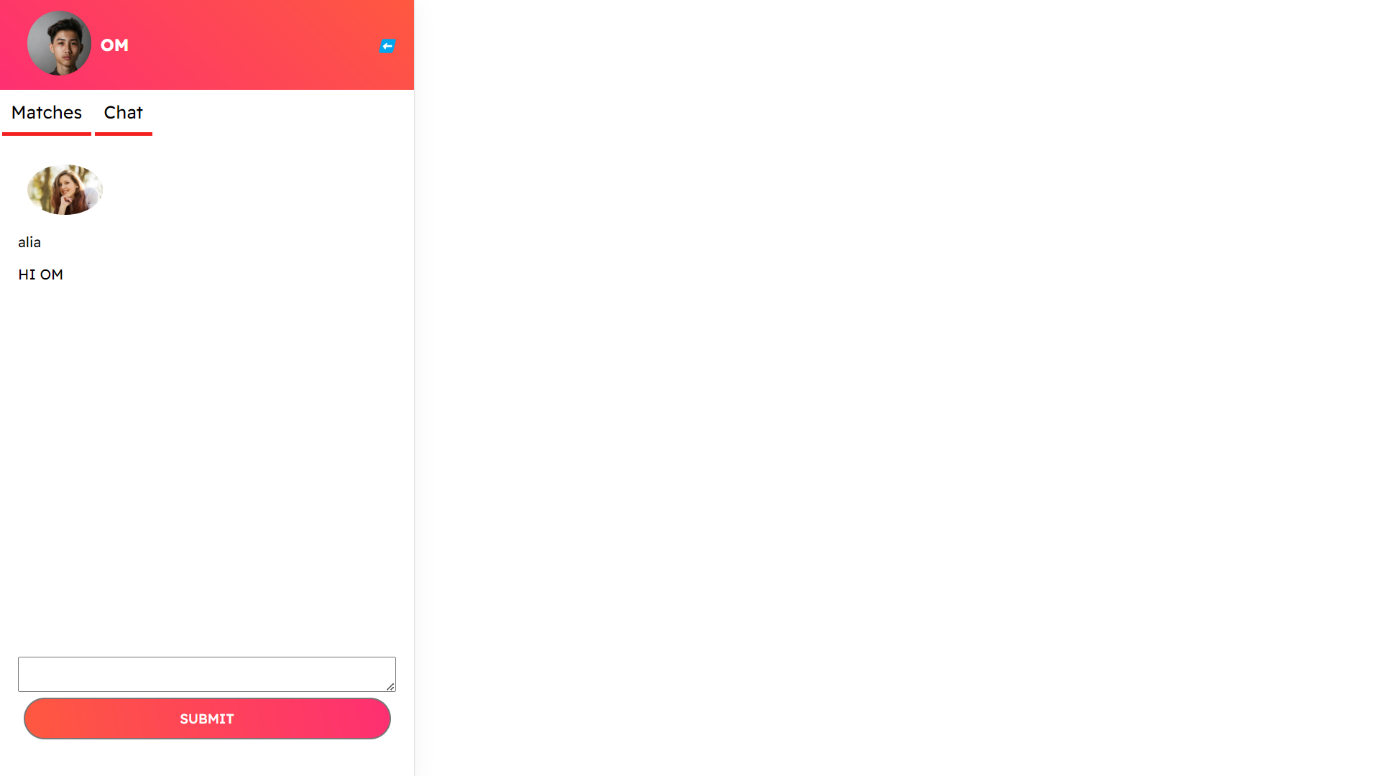 OM
Matches Chat
alia
HI OM
SUBMIT